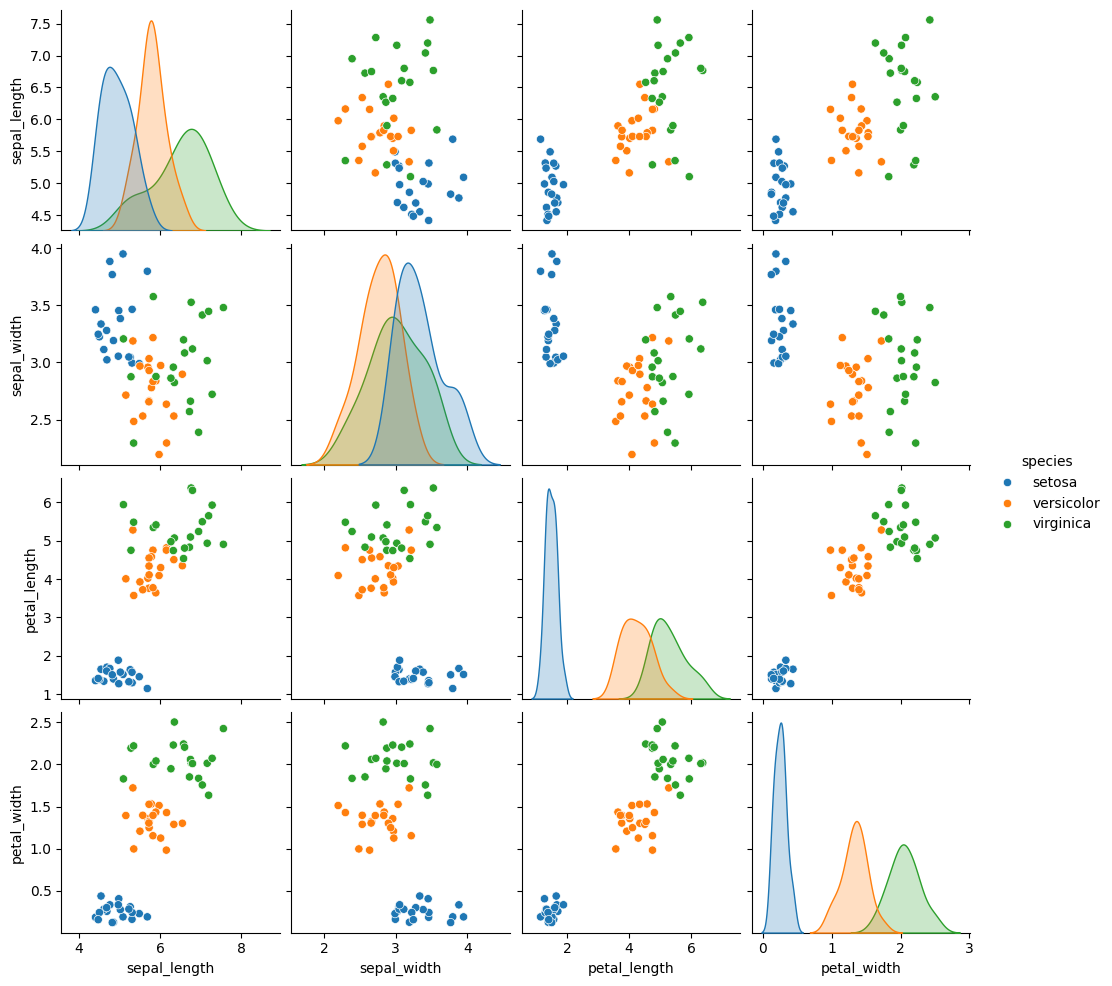 7.5
7.0
6.5
6.0
5.5
5.0
4.5
sepal_length
4.0
3.5
3.0
2.5
sepal_width
species
setosa
versicolor
virginica
6
5
4
3
2
1
petal_length
2.5
2.0
1.5
1.0
0.5
petal_width
4 6 8 2 3 4 2 4 6 0 1 2 3
sepal_length sepal_width petal_length petal_width